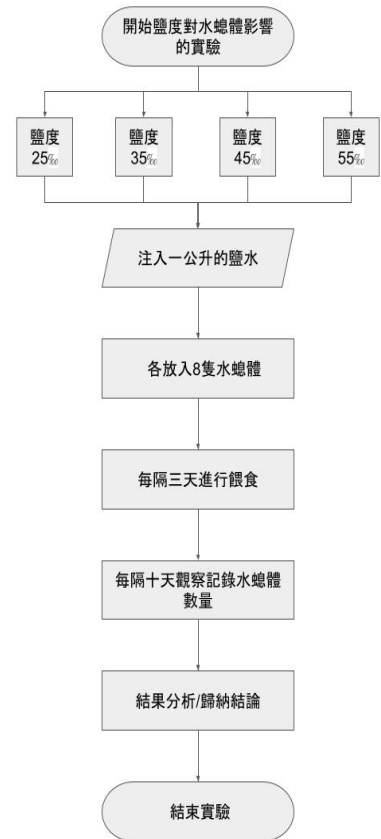 開始鹽度對水螅體影響
的實驗
鹽度
25‰
鹽度
35‰
鹽度
45‰
鹽度
55‰
注入一公升的鹽水
各放入8隻水螅體
每隔三天進行餵食
每隔十天觀察記錄水螅體
數量
結果分析/歸納結論
結束實驗